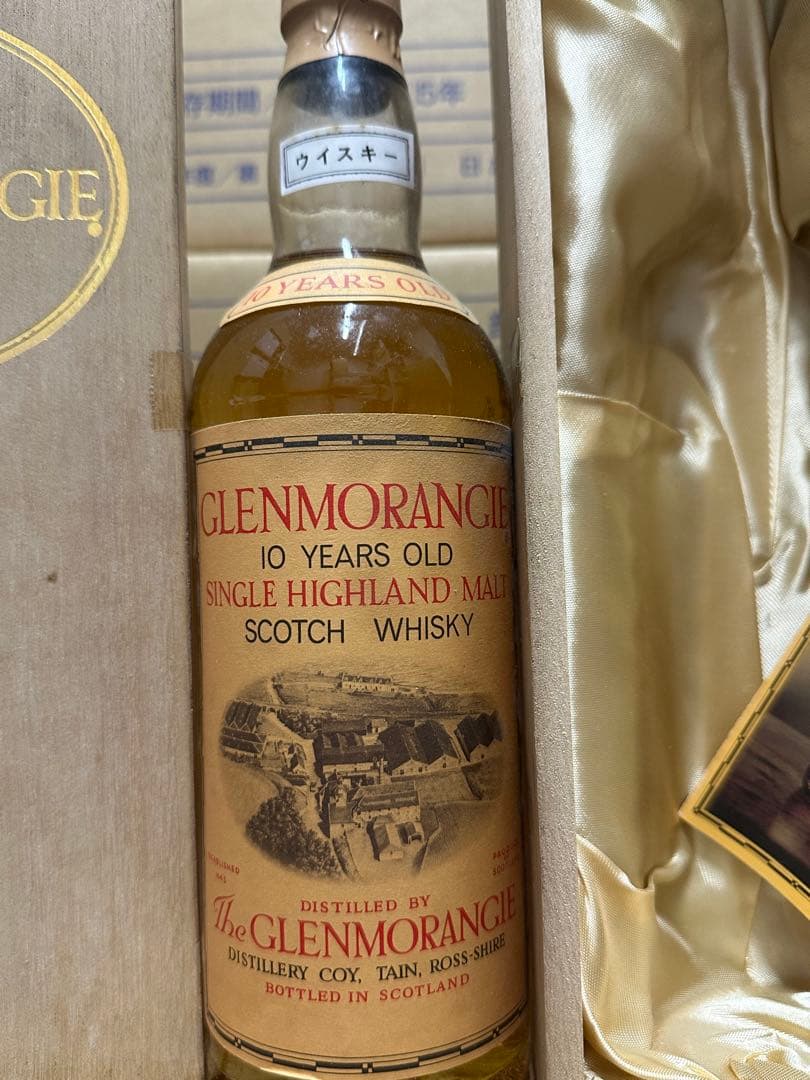 GIE
存期間
5年
ウイスキー
10 YEARS OLD
GLENMORANGIE
10 YEARS OLD
SINGLE HIGHLAND MALT
SCOTCH WHISKY
ESTABLISHED
DISTILLED BY
The GLENMORANGIE
DISTILLERY COY, TAIN, ROSS-SHIRE
BOTTLED IN SCOTLAND